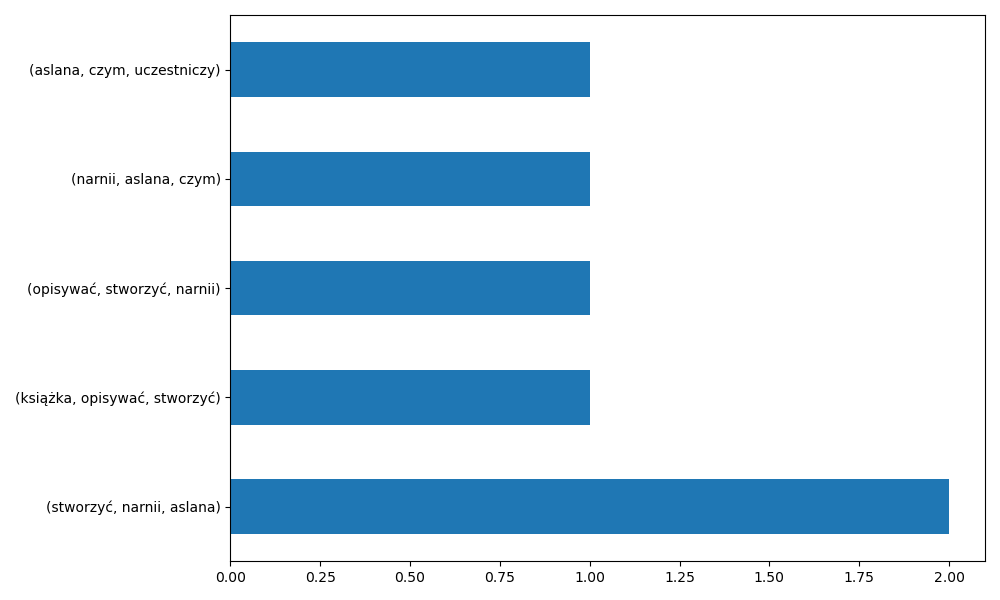 (aslana, czym, uczestniczy)
(narnii, aslana, czym)
(opisywać, stworzyć, narnii)
(książka, opisywać, stworzyć)
(stworzyć, narnii, aslana)
0.00 0.25 0.50 0.75 1.00 1.25 1.50 1.75 2.00